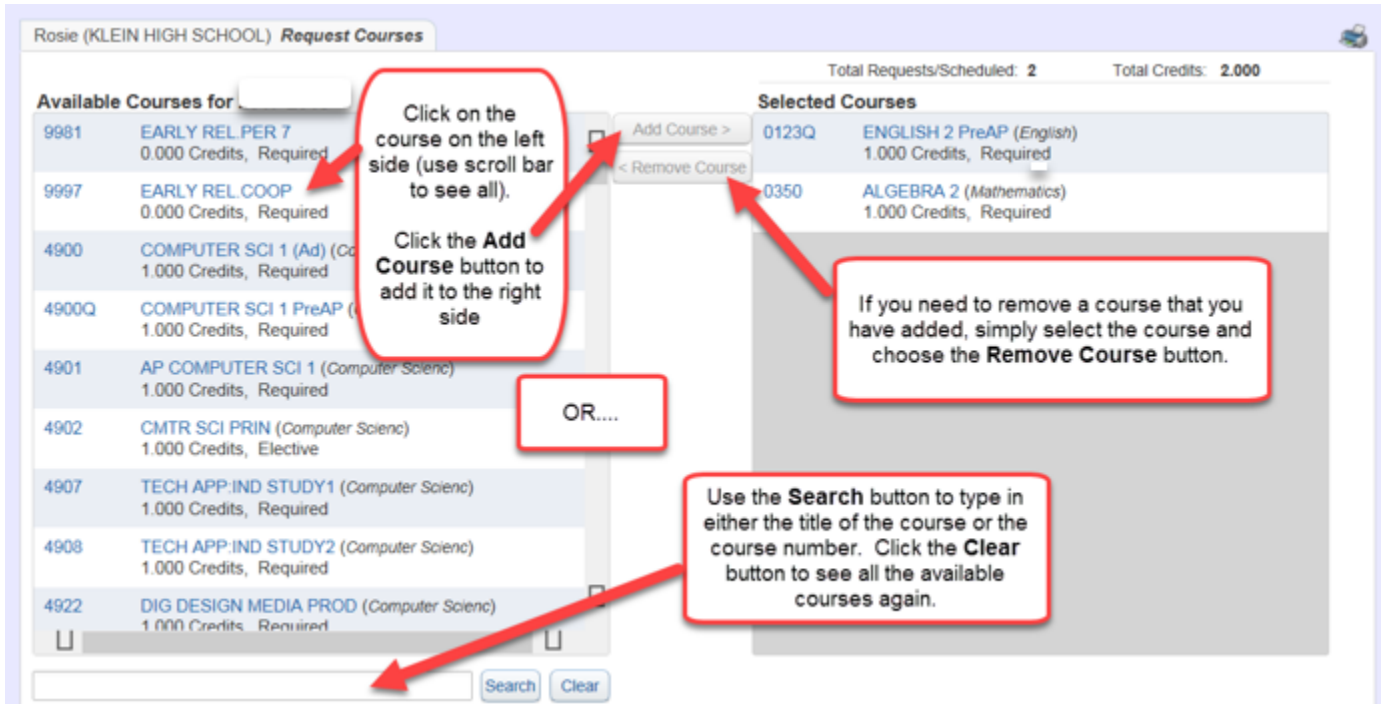 Rosie (KLEIN HIGH SCHOOL) Request Courses
Total Requests/Scheduled: 2 Total Credits: 2.000
Available Courses for
Selected Courses
9981 EARLY REL.PER 7
0.000 Credits, Required
9997 EARLY REL.COOP
0.000 Credits, Required
4900 COMPUTER SCI 1 (Ad) (Co
1.000 Credits, Required
4900Q COMPUTER SCI 1 PreAP (
1.000 Credits, Required
4901 AP COMPUTER SCI 1 (Computer Scienc)
1.000 Credits, Required
4902 CMTR SCI PRIN (Computer Scienc)
1.000 Credits, Elective
4907 TECH APP:IND STUDY1 (Computer Scienc)
1.000 Credits, Required
4908 TECH APP:IND STUDY2 (Computer Scienc)
1.000 Credits, Required
4922 DIG DESIGN MEDIA PROD (Computer Scienc)
1.000 Credits, Required
Search Clear
Click on the
course on the left
side (use scroll bar
to see all).
Click the Add
Course button to
add it to the right
side
Add Course >
< Remove Course
0123Q ENGLISH 2 PreAP (English)
1.000 Credits, Required
0350 ALGEBRA 2 (Mathematics)
1.000 Credits, Required
If you need to remove a course that you
have added, simply select the course and
choose the Remove Course button.
OR....
Use the Search button to type in
either the title of the course or the
course number. Click the Clear
button to see all the available
courses again.